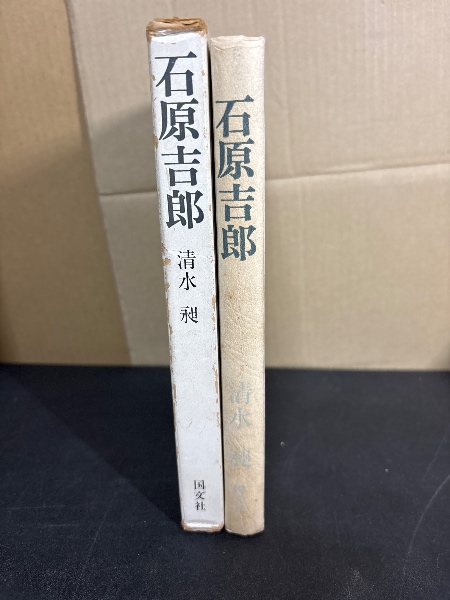 石原吉郎
清水 昶
国文社
石原吉郎
清水 昶